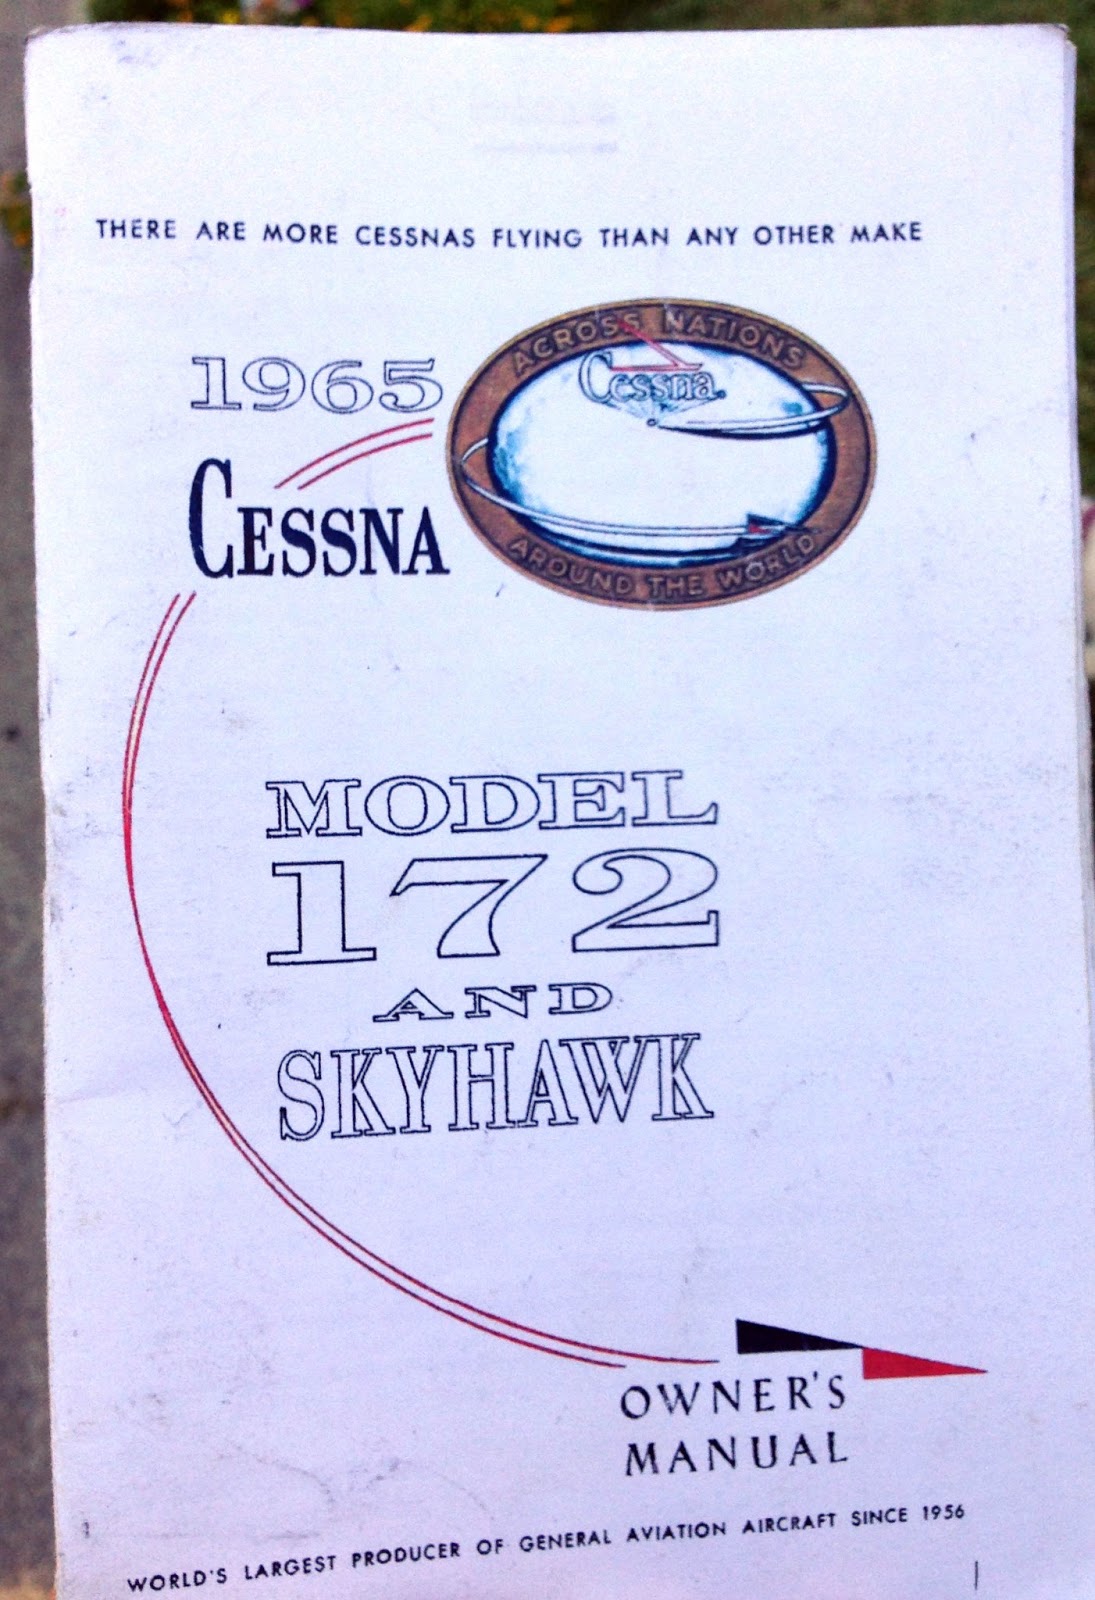 THERE ARE MORE CESSNAS FLYING THAN ANY OTHER MAKE
1965
CESSNA
ACROSS NATIONS
Cessna
AROUND THE WORLD
MODEL
172
AND
SKYHAWK
OWNER'S
MANUAL
WORLD'S LARGEST PRODUCER OF GENERAL AVIATION AIRCRAFT SINCE 1956